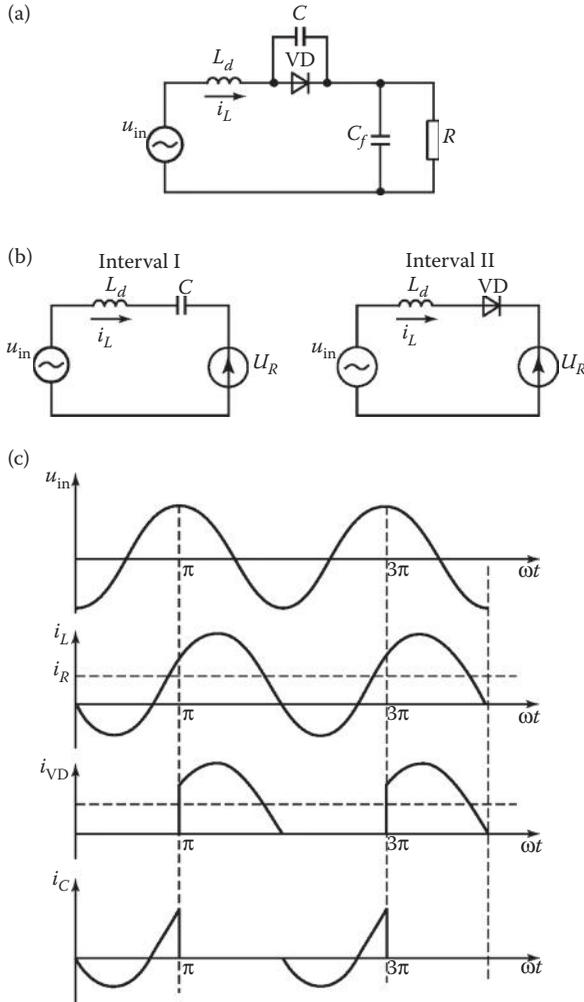 (a)
C
L_d
VD
i_L
u_in
C_f
R
(b)
Interval I
L_d
C
i_L
u_in
U_R
Interval II
L_d
VD
i_L
u_in
U_R
(c)
u_in
π
3π
ωt
i_L
i_R
π
3π
ωt
i_VD
π
3π
ωt
i_C
π
3π
ωt